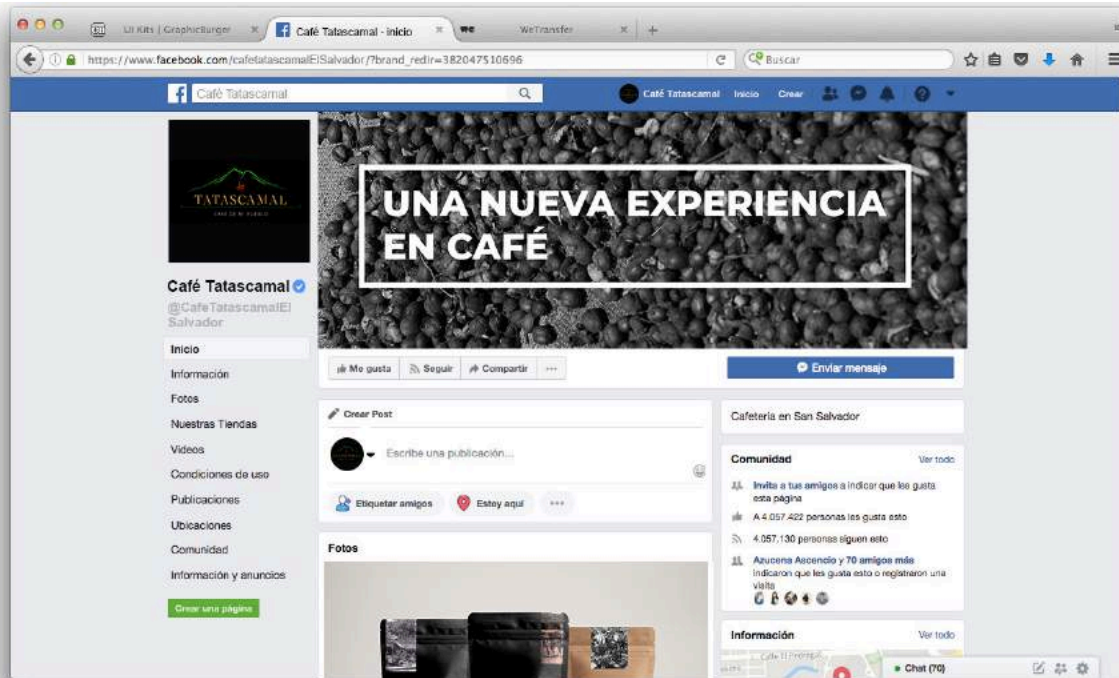 UI Kits | GraphicBurger
Café Tatascamal - Inicio
WeTransfer
https://www.facebook.com/cafetatascamalElSalvador/?brand_redir=382047510696
Buscar
Café Tatascamal
Café Tatascamal Inicio Crear
TATASCAMAL
CAFÉ DE MI PUEBLO
UNA NUEVA EXPERIENCIA
EN CAFÉ
Café Tatascamal
@CafeTatascamalEl
Salvador
Inicio
Información
Fotos
Nuestras Tiendas
Videos
Condiciones de uso
Publicaciones
Ubicaciones
Comunidad
Información y anuncios
Crear una página
Me gusta Seguir Compartir
Enviar mensaje
Crear Post
Escribe una publicación...
Etiquetar amigos Estoy aquí
Fotos
Cafetería en San Salvador
Comunidad Ver todo
Invita a tus amigos a indicar que les gusta
esta página
A 4.057.422 personas les gusta esto
4.057.130 personas siguen esto
Azucena Ascencio y 70 amigos más
indicaron que les gusta esto o registraron una
visita
Información Ver todo
Chat (70)